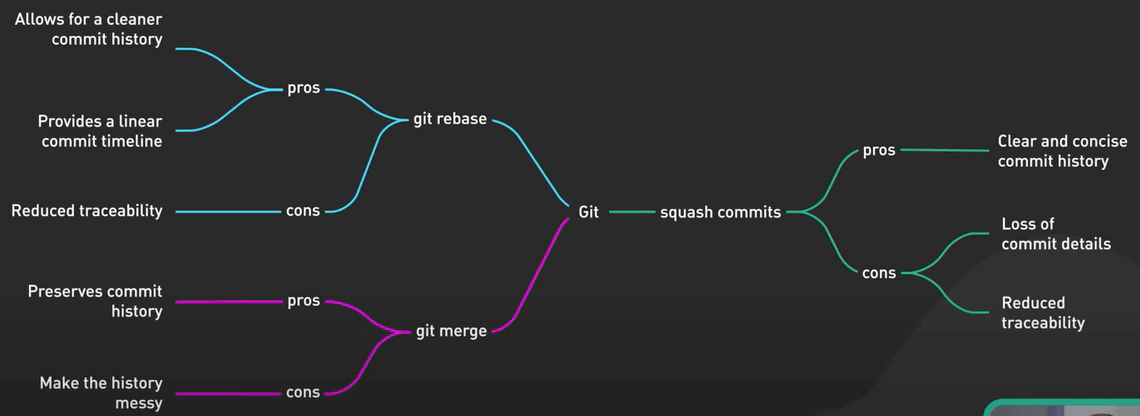 Allows for a cleaner
commit history
pros
Provides a linear
commit timeline
git rebase
Reduced traceability
cons
Git
squash commits
pros
Clear and concise
commit history
cons
Loss of
commit details
Reduced
traceability
Preserves commit
history
pros
git merge
Make the history
messy
cons